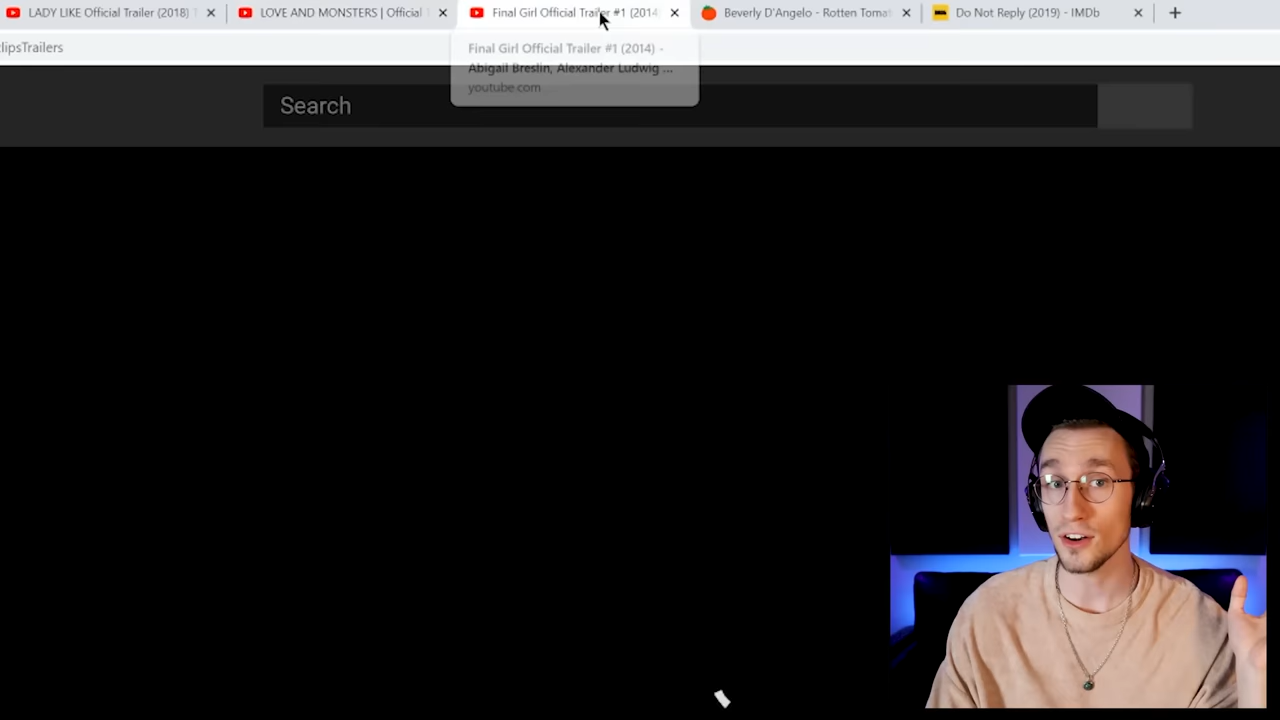 LADY LIKE Official Trailer (2018)
LOVE AND MONSTERS | Official
Final Girl Official Trailer #1 (2014
Beverly D'Angelo - Rotten Tomat
Do Not Reply (2019) - IMDb
lipsTrailers
Final Girl Official Trailer #1 (2014) -
Abigail Breslin, Alexander Ludwig ...
youtube.com
Search